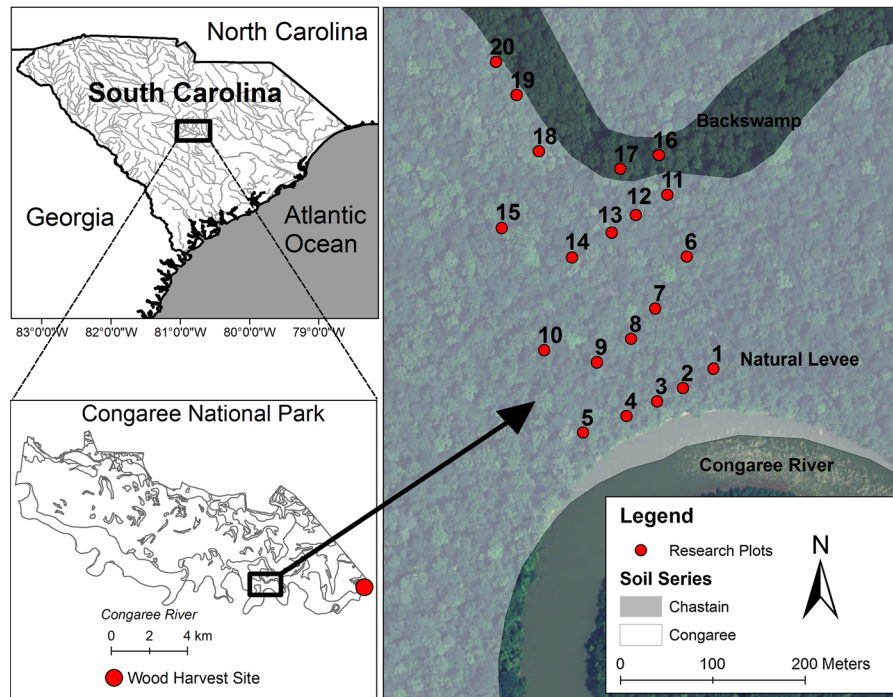 North Carolina
South Carolina
Georgia
Atlantic
Ocean
83°0'0"W 82°0'0"W 81°0'0"W 80°0'0"W 79°0'0"W
Congaree National Park
Congaree River
0 2 4 km
Wood Harvest Site
20
19
18
17
16
Backswamp
15
14
13
12
11
6
7
8
9
10
1
2
3
4
5
Natural Levee
Congaree River
Legend
Research Plots
Soil Series
Chastain
Congaree
N
0 100 200 Meters